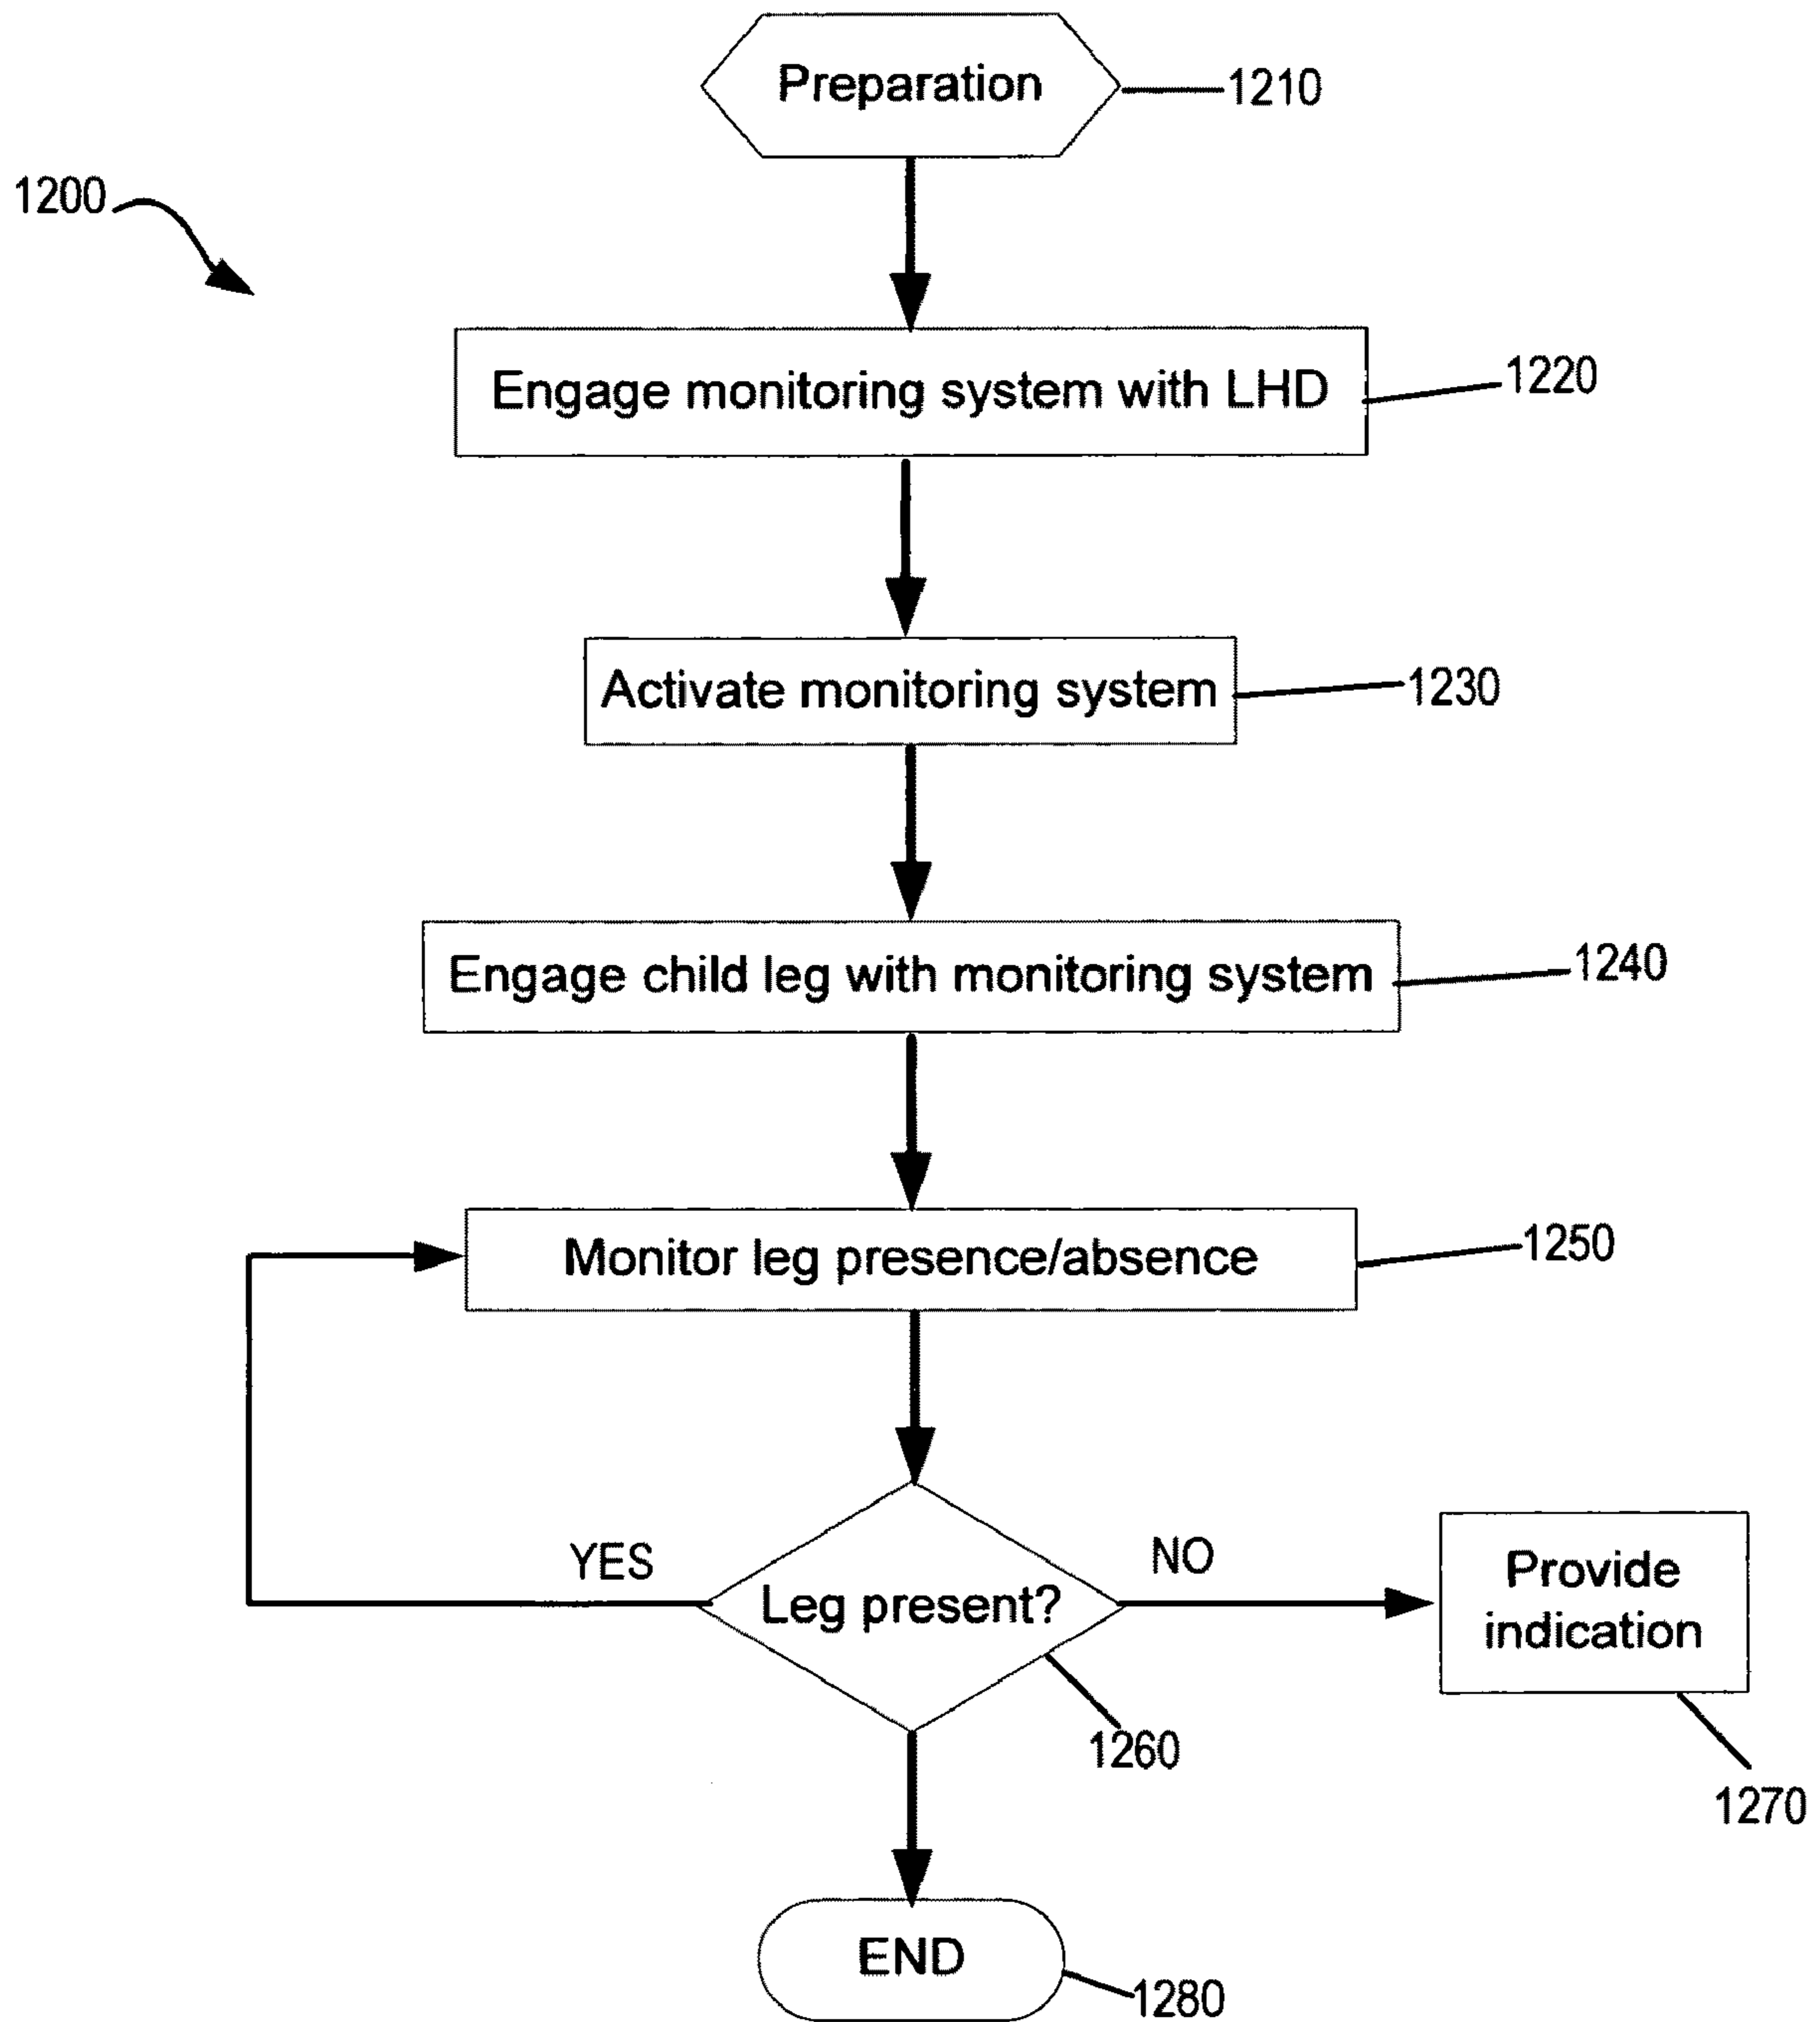 Preparation
1210
1200
Engage monitoring system with LHD
1220
Activate monitoring system
1230
Engage child leg with monitoring system
1240
Monitor leg presence/absence
1250
YES
NO
Leg present?
Provide
indication
1260
1270
END
1280